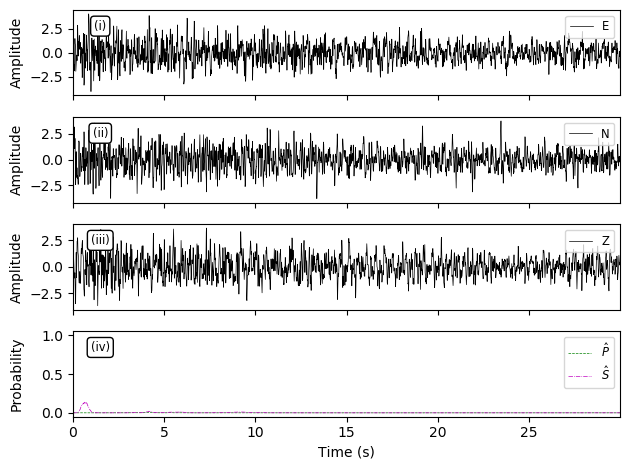 (i)
E
Amplitude
2.5
0.0
−2.5
(ii)
N
Amplitude
2.5
0.0
−2.5
(iii)
Z
Amplitude
2.5
0.0
−2.5
(iv)
P̂
Ŝ
Probability
1.0
0.5
0.0
0 5 10 15 20 25
Time (s)